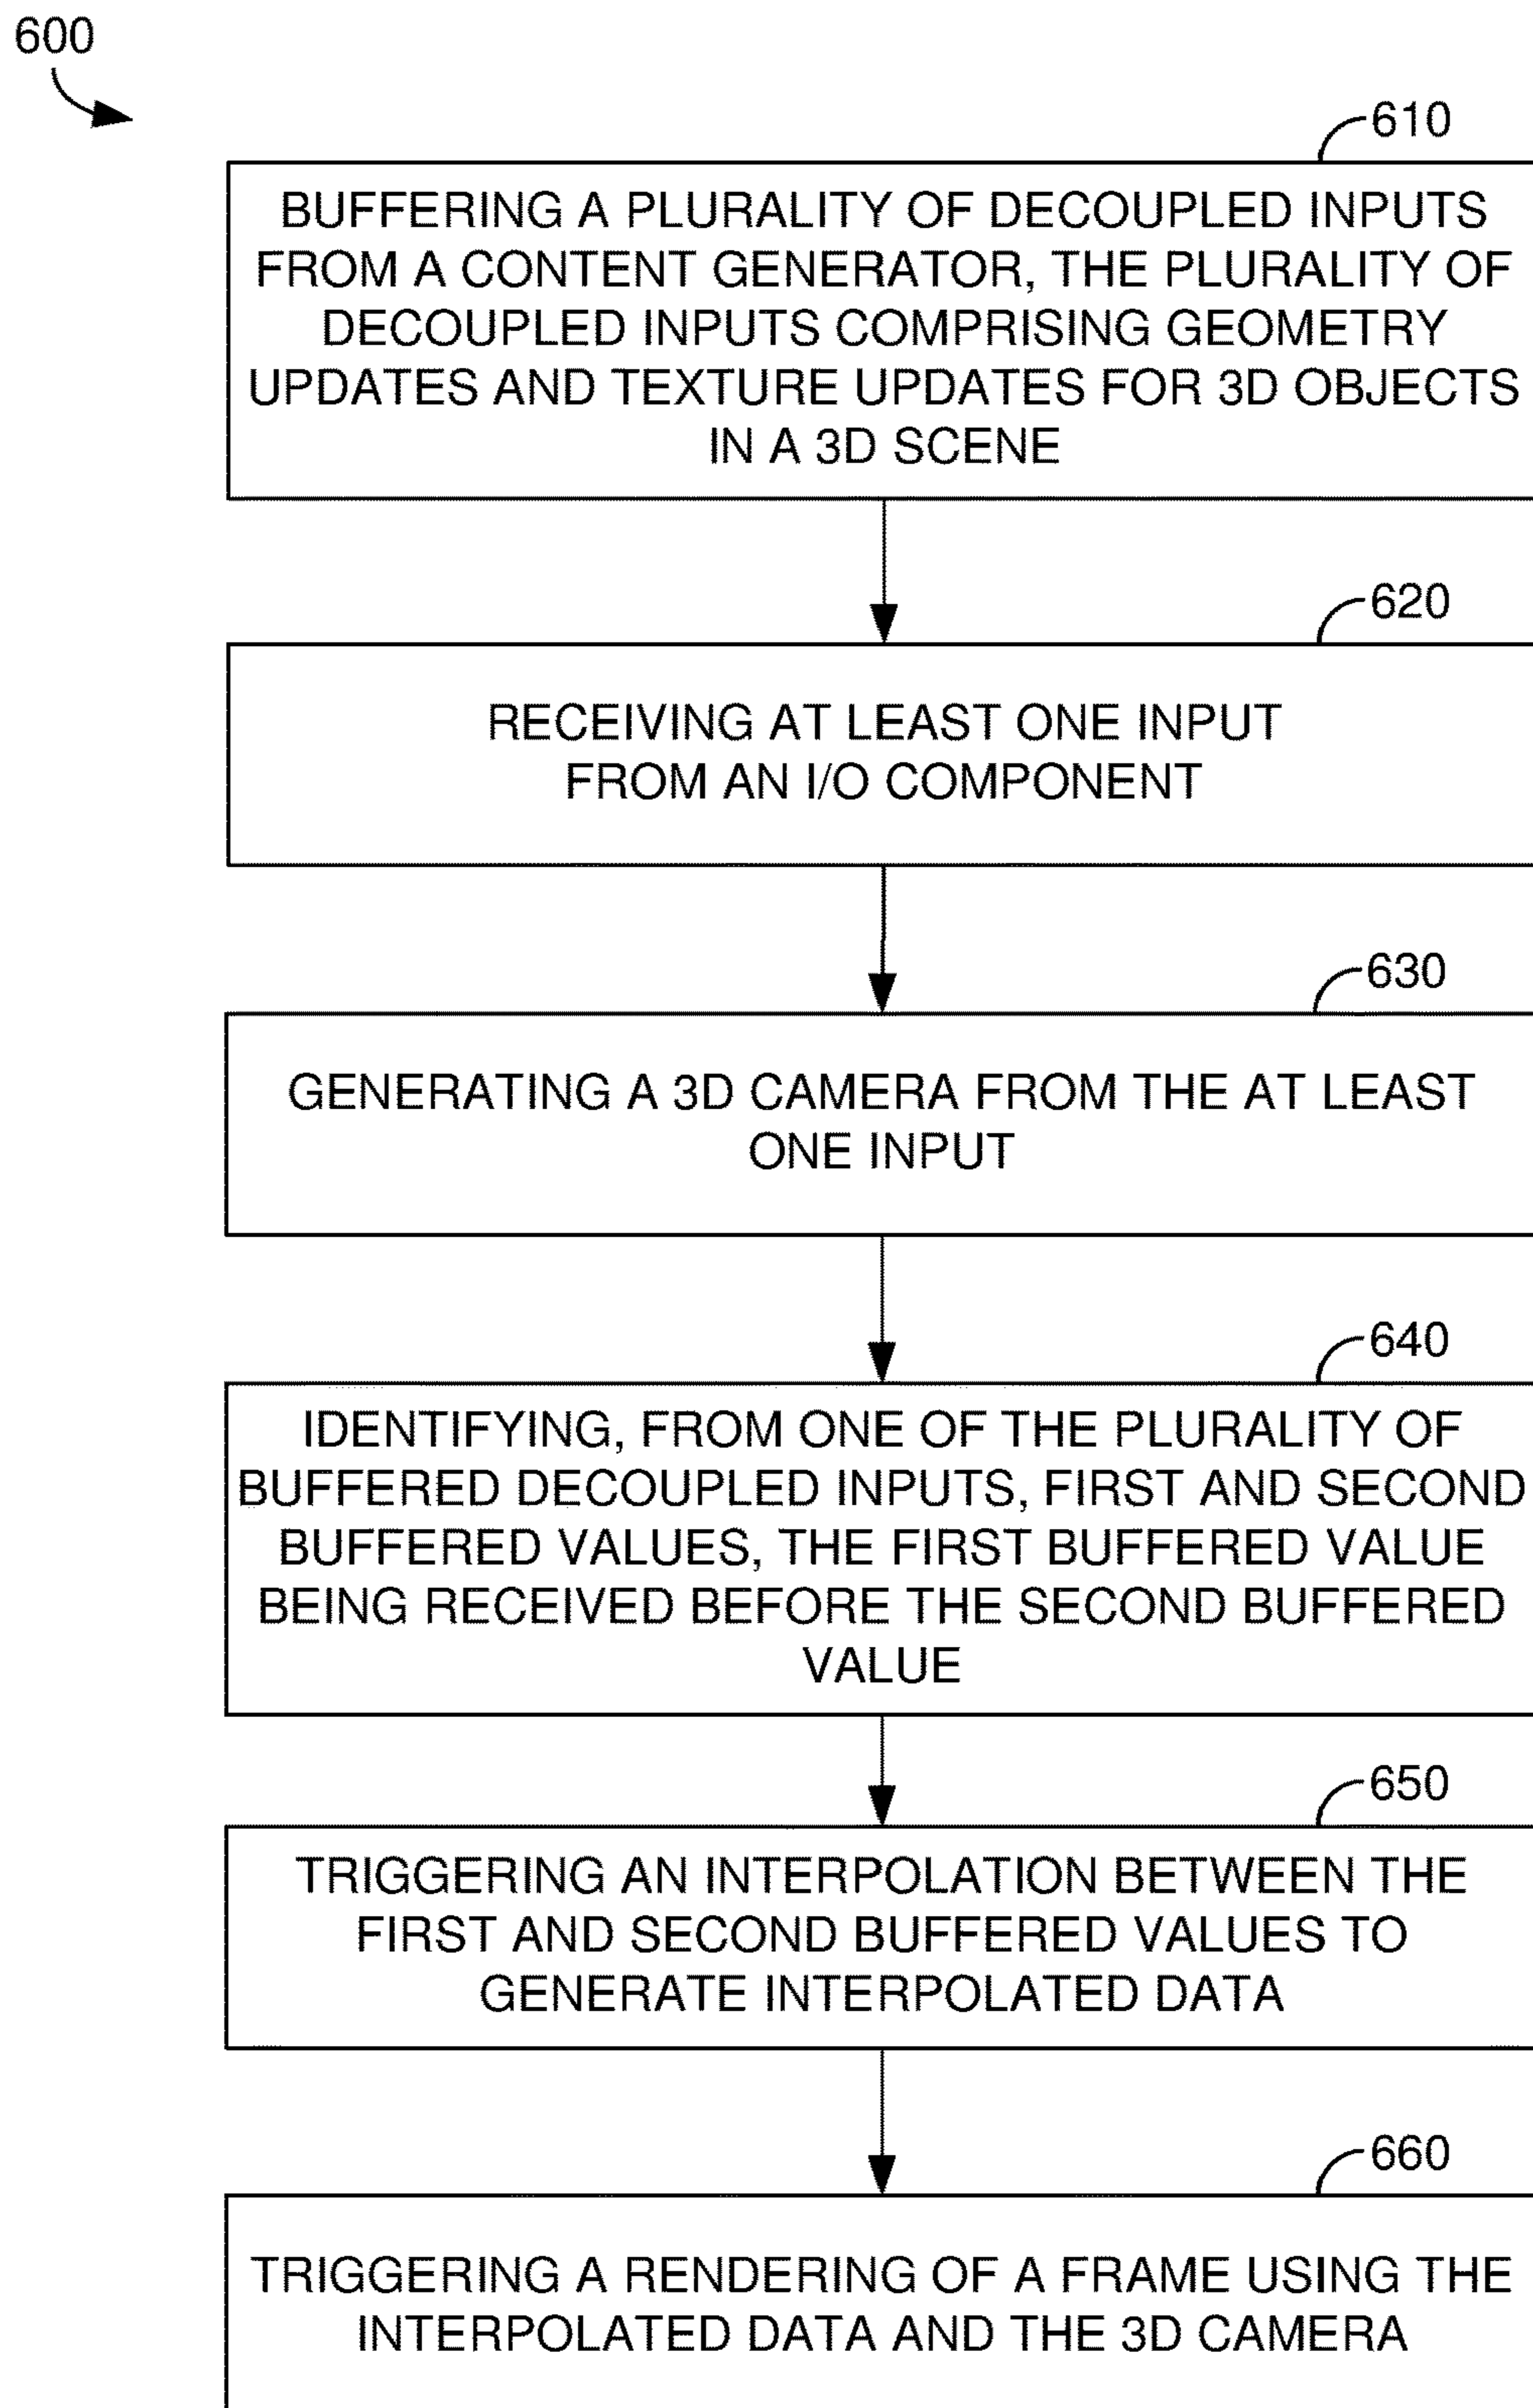 600
610
BUFFERING A PLURALITY OF DECOUPLED INPUTS
FROM A CONTENT GENERATOR, THE PLURALITY OF
DECOUPLED INPUTS COMPRISING GEOMETRY
UPDATES AND TEXTURE UPDATES FOR 3D OBJECTS
IN A 3D SCENE
620
RECEIVING AT LEAST ONE INPUT
FROM AN I/O COMPONENT
630
GENERATING A 3D CAMERA FROM THE AT LEAST
ONE INPUT
640
IDENTIFYING, FROM ONE OF THE PLURALITY OF
BUFFERED DECOUPLED INPUTS, FIRST AND SECOND
BUFFERED VALUES, THE FIRST BUFFERED VALUE
BEING RECEIVED BEFORE THE SECOND BUFFERED
VALUE
650
TRIGGERING AN INTERPOLATION BETWEEN THE
FIRST AND SECOND BUFFERED VALUES TO
GENERATE INTERPOLATED DATA
660
TRIGGERING A RENDERING OF A FRAME USING THE
INTERPOLATED DATA AND THE 3D CAMERA